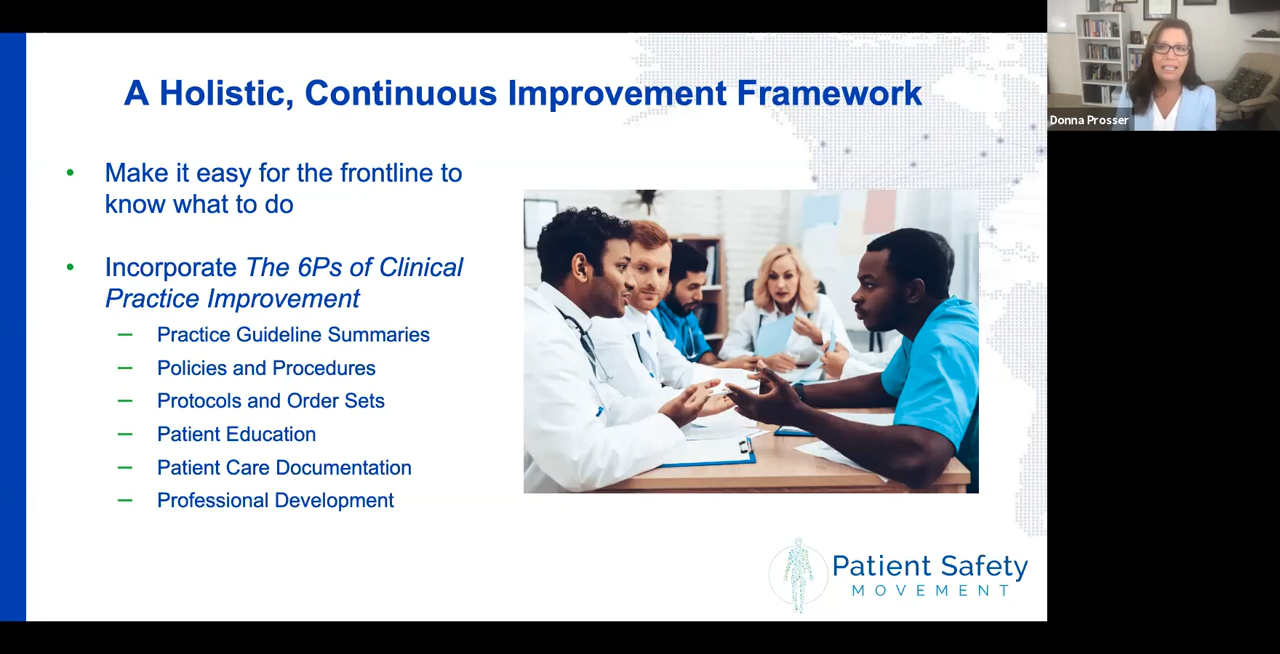 A Holistic, Continuous Improvement Framework
• Make it easy for the frontline to
know what to do
• Incorporate The 6Ps of Clinical
Practice Improvement
– Practice Guideline Summaries
– Policies and Procedures
– Protocols and Order Sets
– Patient Education
– Patient Care Documentation
– Professional Development
Patient Safety
MOVEMENT
Donna Prosser